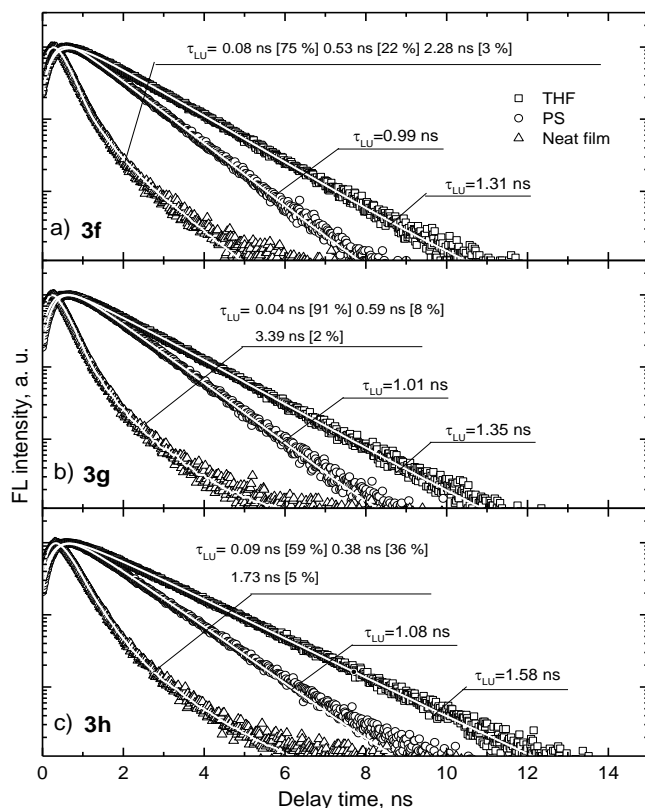 τLU= 0.08 ns [75 %] 0.53 ns [22 %] 2.28 ns [3 %]
THF
PS
Neat film
τLU=0.99 ns
τLU=1.31 ns
a) 3f
τLU= 0.04 ns [91 %] 0.59 ns [8 %]
3.39 ns [2 %]
τLU=1.01 ns
τLU=1.35 ns
b) 3g
FL intensity, a. u.
τLU= 0.09 ns [59 %] 0.38 ns [36 %]
1.73 ns [5 %]
τLU=1.08 ns
τLU=1.58 ns
c) 3h
0 2 4 6 8 10 12 14
Delay time, ns